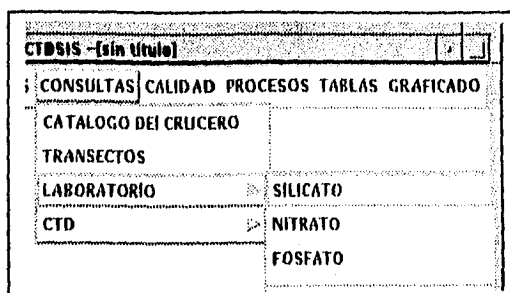 CTDSIS -[sin titulo]
CONSULTAS CALIDAD PROCESOS TABLAS GRAFICADO
CATALOGO DEL CRUCERO
TRANSECTOS
LABORATORIO SILICATO
CTD NITRATO
FOSFATO